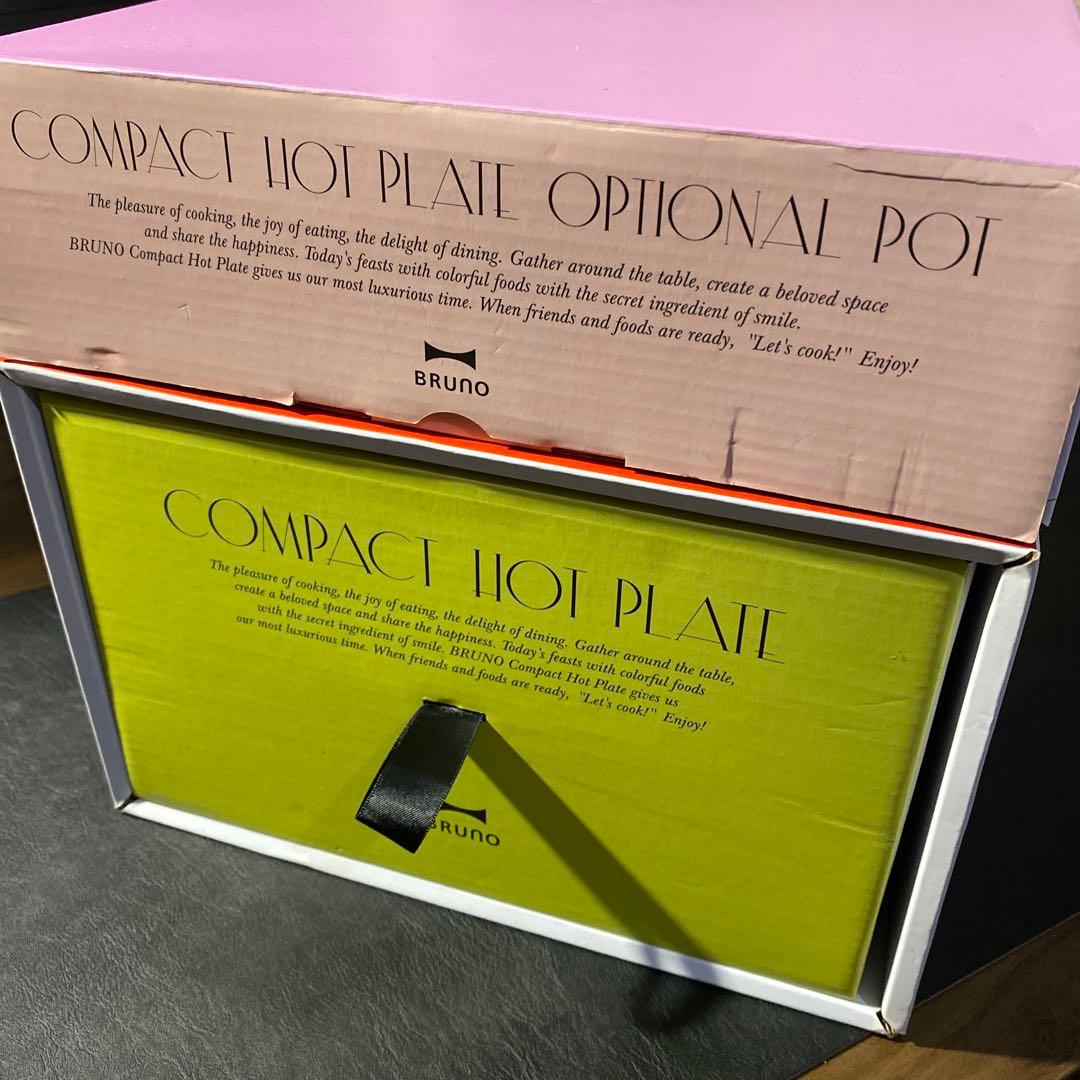 COMPACT HOT PLATE OPTIONAL POT
The pleasure of cooking, the joy of eating, the delight of dining. Gather around the table, create a beloved space
and share the happiness. Today's feasts with colorful foods with the secret ingredient of smile.
BRUNO Compact Hot Plate gives us our most luxurious time. When friends and foods are ready, "Let's cook!" Enjoy!
BRUNO
COMPACT HOT PLATE
The pleasure of cooking, the joy of eating, the delight of dining. Gather around the table,
create a beloved space and share the happiness. Today's feasts with colorful foods
with the secret ingredient of smile. BRUNO Compact Hot Plate gives us
our most luxurious time. When friends and foods are ready, "Let's cook!" Enjoy!
BRUNO